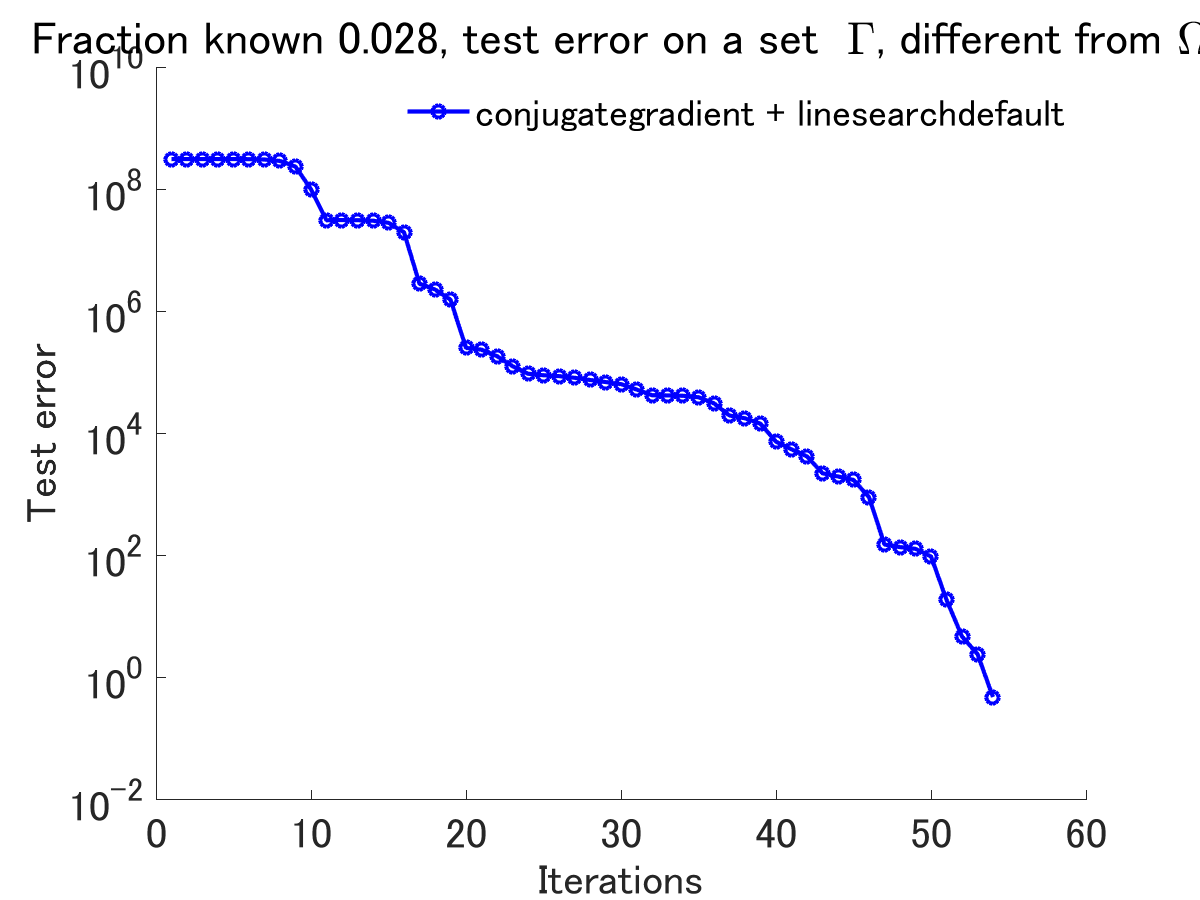 Fraction known 0.028, test error on a set Γ, different from Ω
10^10
conjugategradient + linesearchdefault
10^8
10^6
10^4
10^2
10^0
10^-2
Test error
0 10 20 30 40 50 60
Iterations